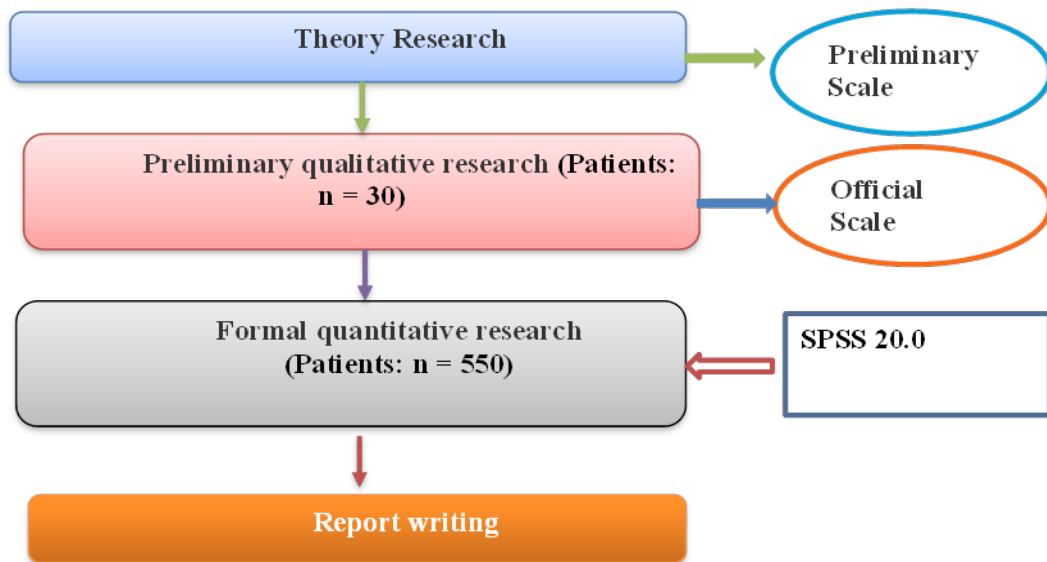 Theory Research
Preliminary
Scale
Preliminary qualitative research (Patients:
n = 30)
Official
Scale
Formal quantitative research
(Patients: n = 550)
SPSS 20.0
Report writing